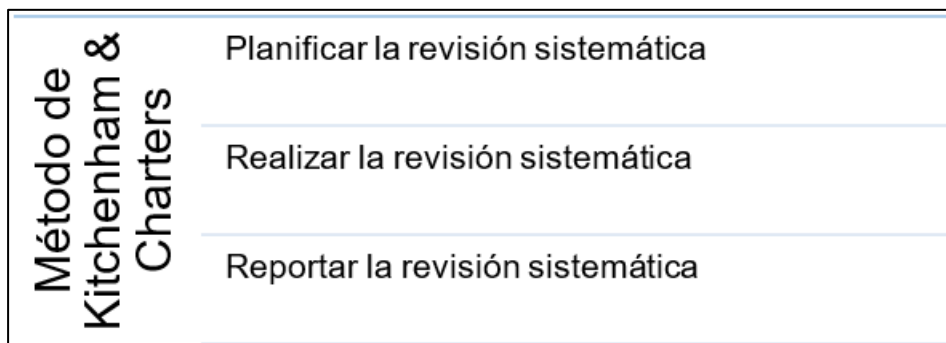 Método de
Kitchenham &
Charters
Planificar la revisión sistemática
Realizar la revisión sistemática
Reportar la revisión sistemática